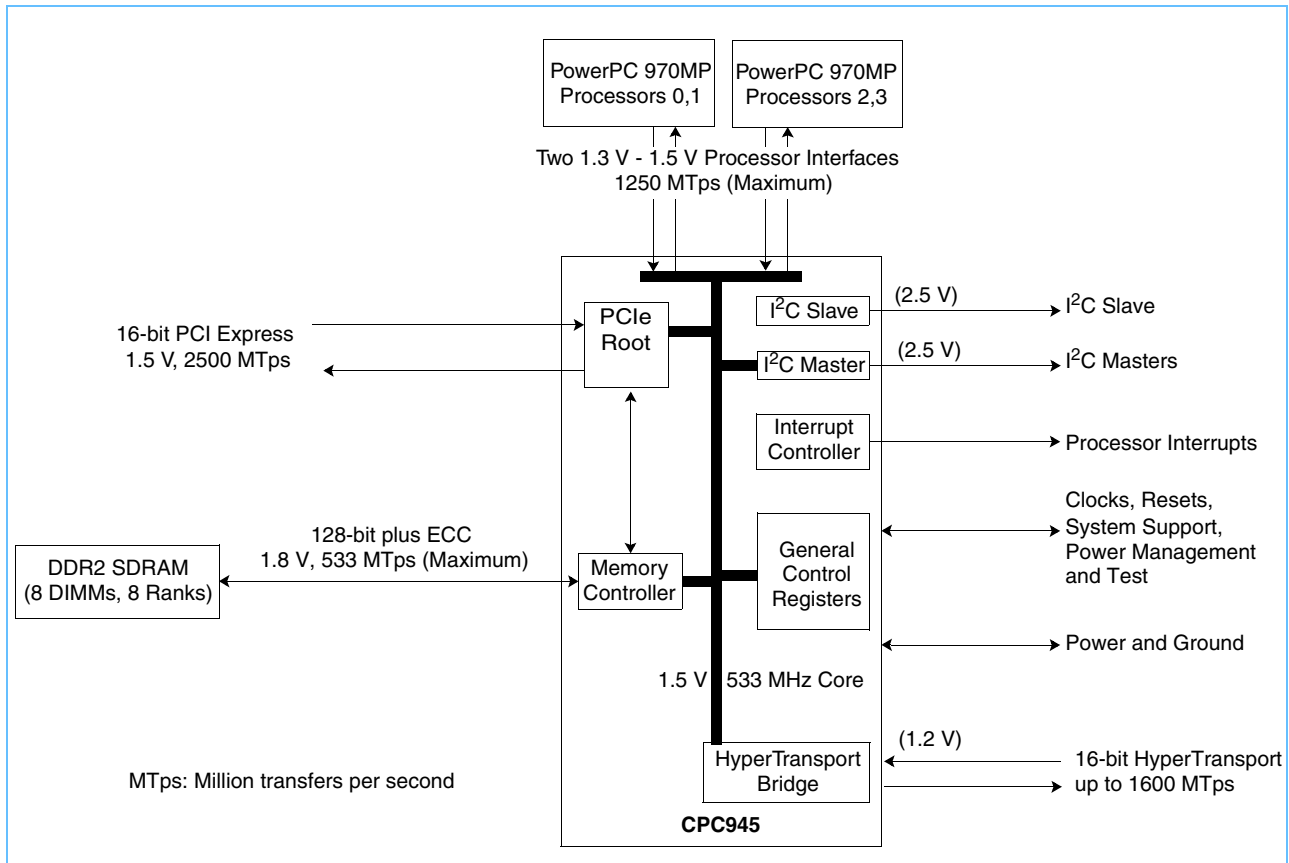 PowerPC 970MP
Processors 0,1
PowerPC 970MP
Processors 2,3
Two 1.3 V - 1.5 V Processor Interfaces
1250 MTps (Maximum)
16-bit PCI Express
1.5 V, 2500 MTps
PCIe
Root
I²C Slave
(2.5 V)
I²C Slave
I²C Master
(2.5 V)
I²C Masters
Interrupt
Controller
Processor Interrupts
128-bit plus ECC
1.8 V, 533 MTps (Maximum)
DDR2 SDRAM
(8 DIMMs, 8 Ranks)
Memory
Controller
General
Control
Registers
Clocks, Resets,
System Support,
Power Management
and Test
Power and Ground
1.5 V 533 MHz Core
HyperTransport
Bridge
(1.2 V)
16-bit HyperTransport
up to 1600 MTps
MTps: Million transfers per second
CPC945